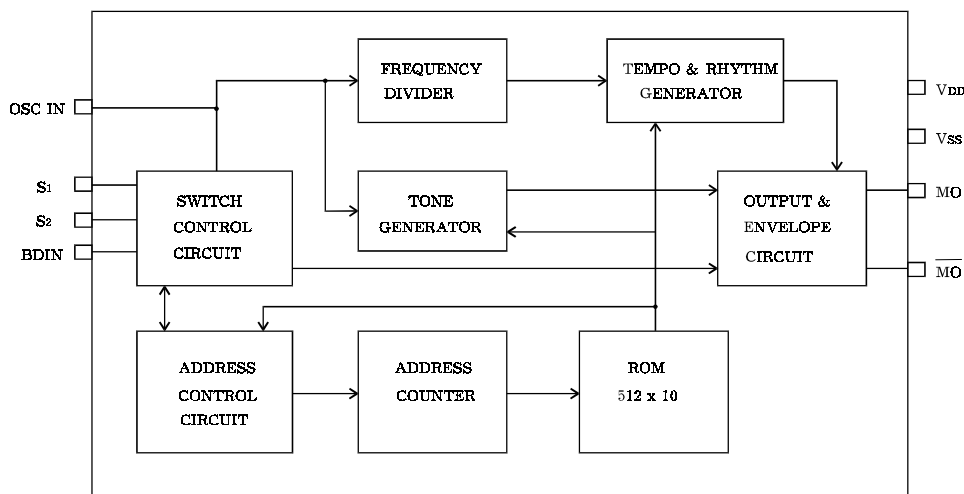 FREQUENCY
DIVIDER
TEMPO & RHYTHM
GENERATOR
OSC IN
VDD
VSS
S1
S2
BDIN
SWITCH
CONTROL
CIRCUIT
TONE
GENERATOR
OUTPUT &
ENVELOPE
CIRCUIT
MO
M̅O̅
ADDRESS
CONTROL
CIRCUIT
ADDRESS
COUNTER
ROM
512 x 10